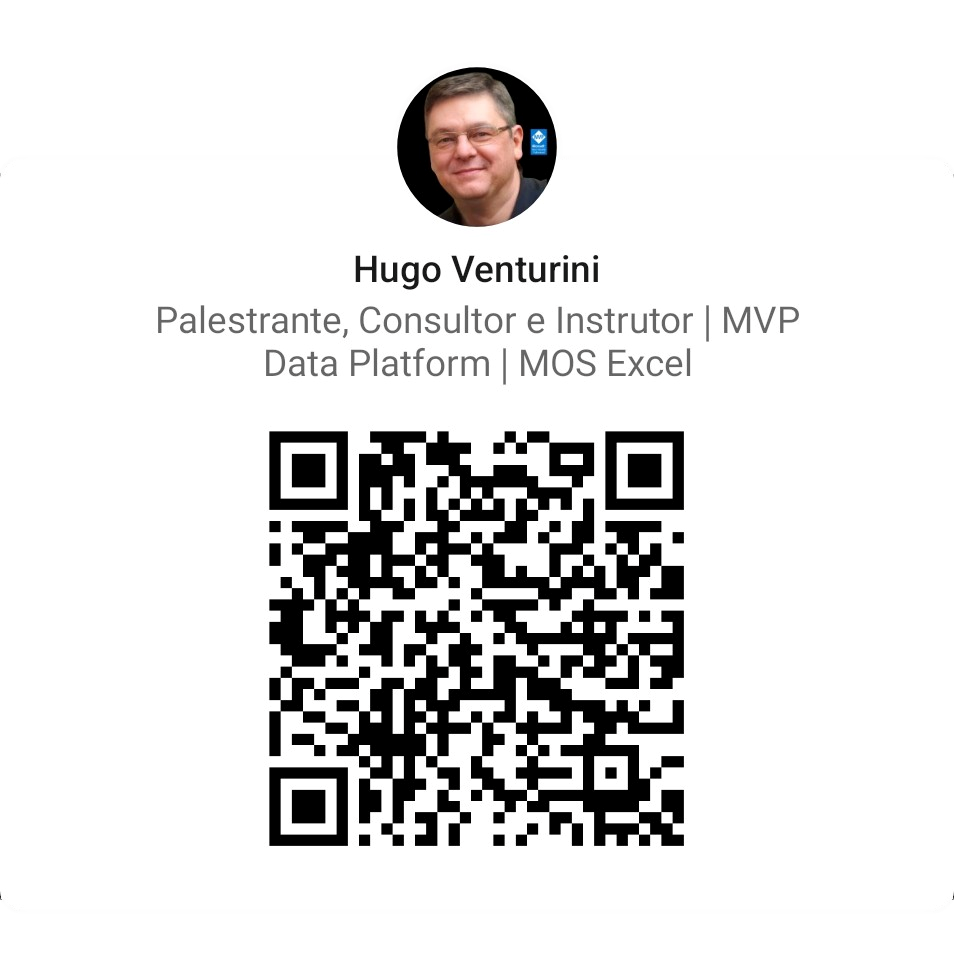 Hugo Venturini
Palestrante, Consultor e Instrutor | MVP
Data Platform | MOS Excel